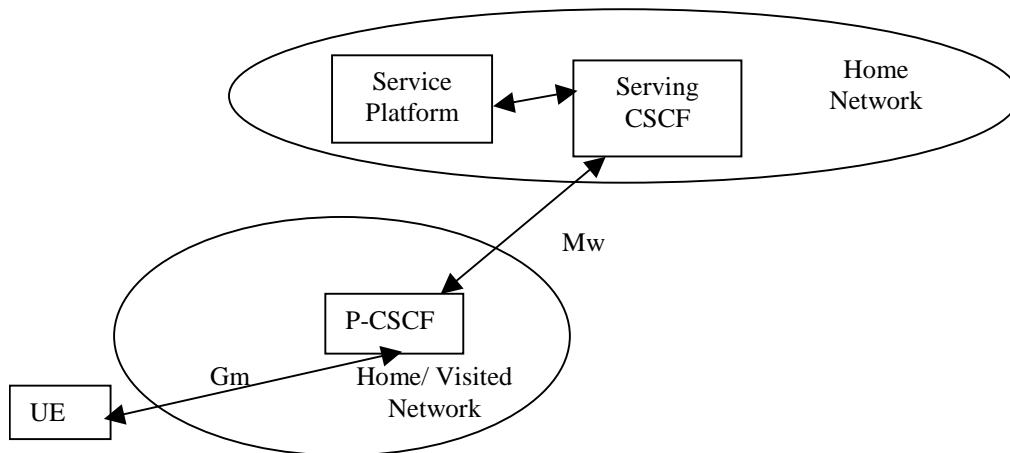 Service
Platform
Serving
CSCF
Home
Network
Mw
P-CSCF
Gm
Home/ Visited
Network
UE